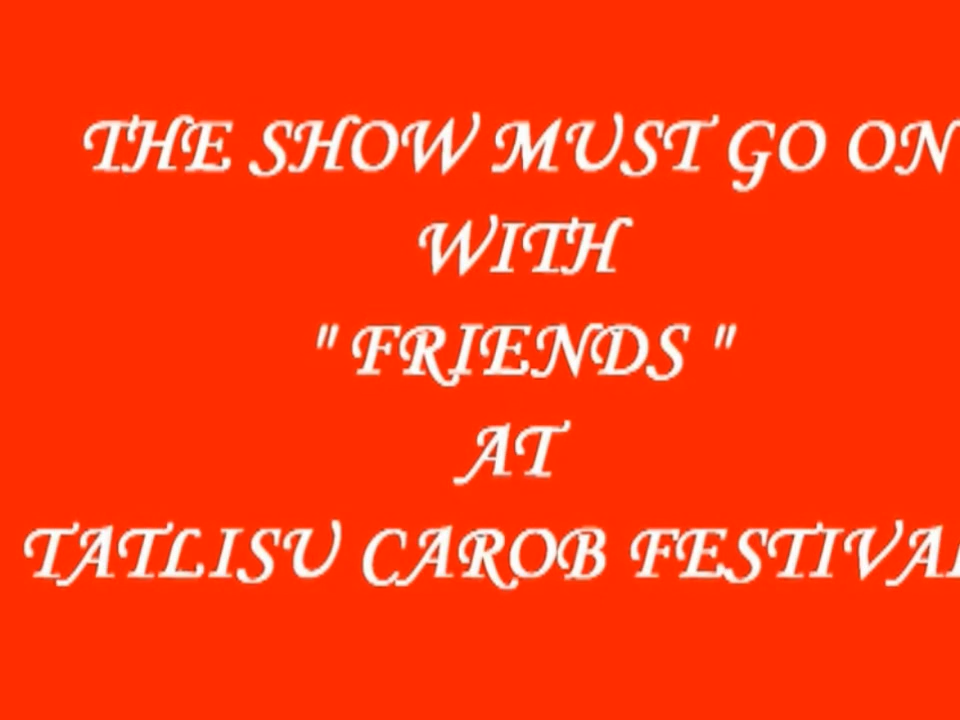 THE SHOW MUST GO ON
WITH
" FRIENDS "
AT
TATLISU CAROB FESTIVAL